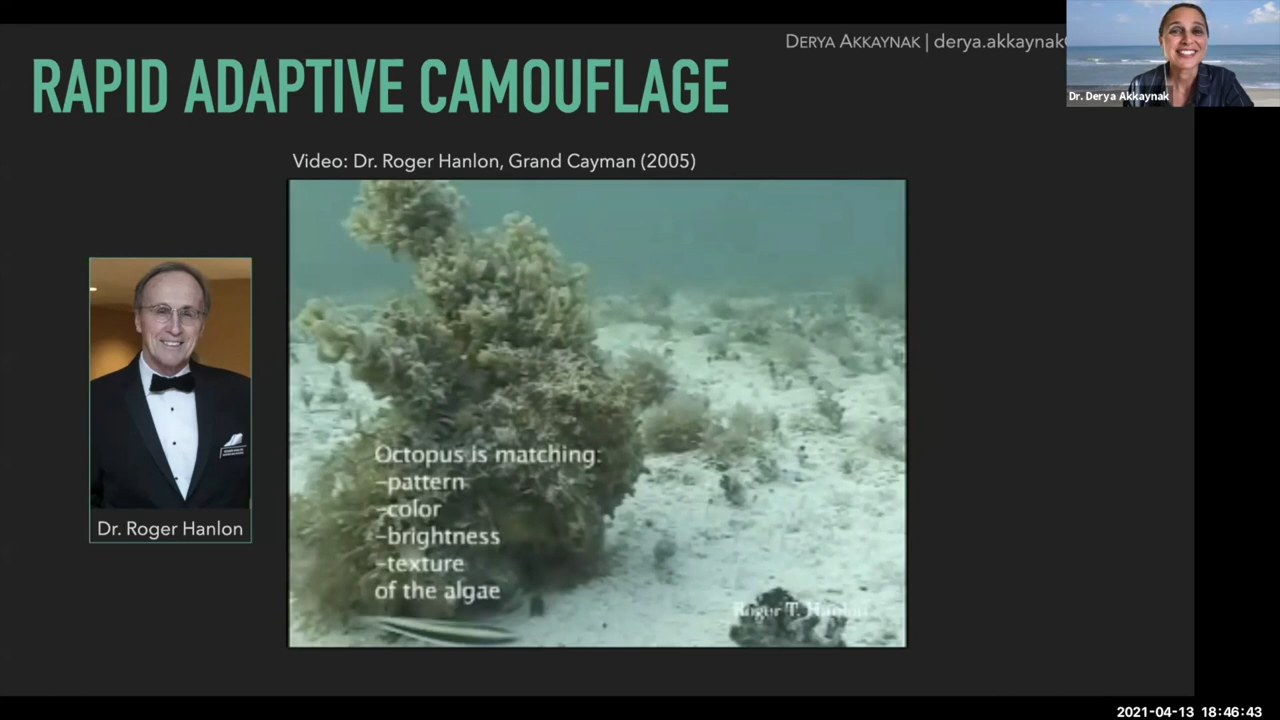 DERYA AKKAYNAK | derya.akkaynak
Dr. Derya Akkaynak
RAPID ADAPTIVE CAMOUFLAGE
Video: Dr. Roger Hanlon, Grand Cayman (2005)
Octopus is matching:
-pattern
-color
-brightness
-texture
of the algae
Roger T. Hanlon
Dr. Roger Hanlon
2021-04-13 18:46:43